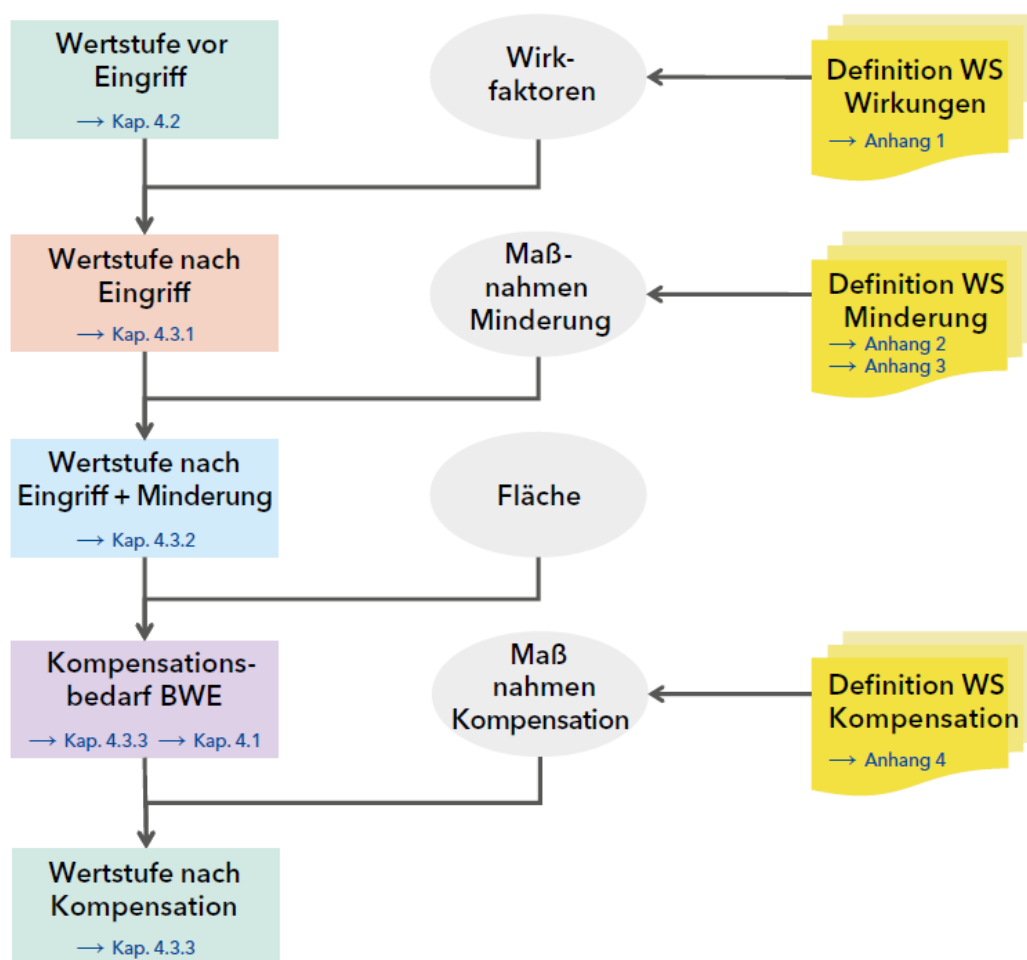 Wertstufe vor
Eingriff
→ Kap. 4.2
Wirk-
faktoren
Definition WS
Wirkungen
→ Anhang 1
Wertstufe nach
Eingriff
→ Kap. 4.3.1
Maß-
nahmen
Minderung
Definition WS
Minderung
→ Anhang 2
→ Anhang 3
Wertstufe nach
Eingriff + Minderung
→ Kap. 4.3.2
Fläche
Kompensations-
bedarf BWE
→ Kap. 4.3.3 → Kap. 4.1
Maß
nahmen
Kompensation
Definition WS
Kompensation
→ Anhang 4
Wertstufe nach
Kompensation
→ Kap. 4.3.3